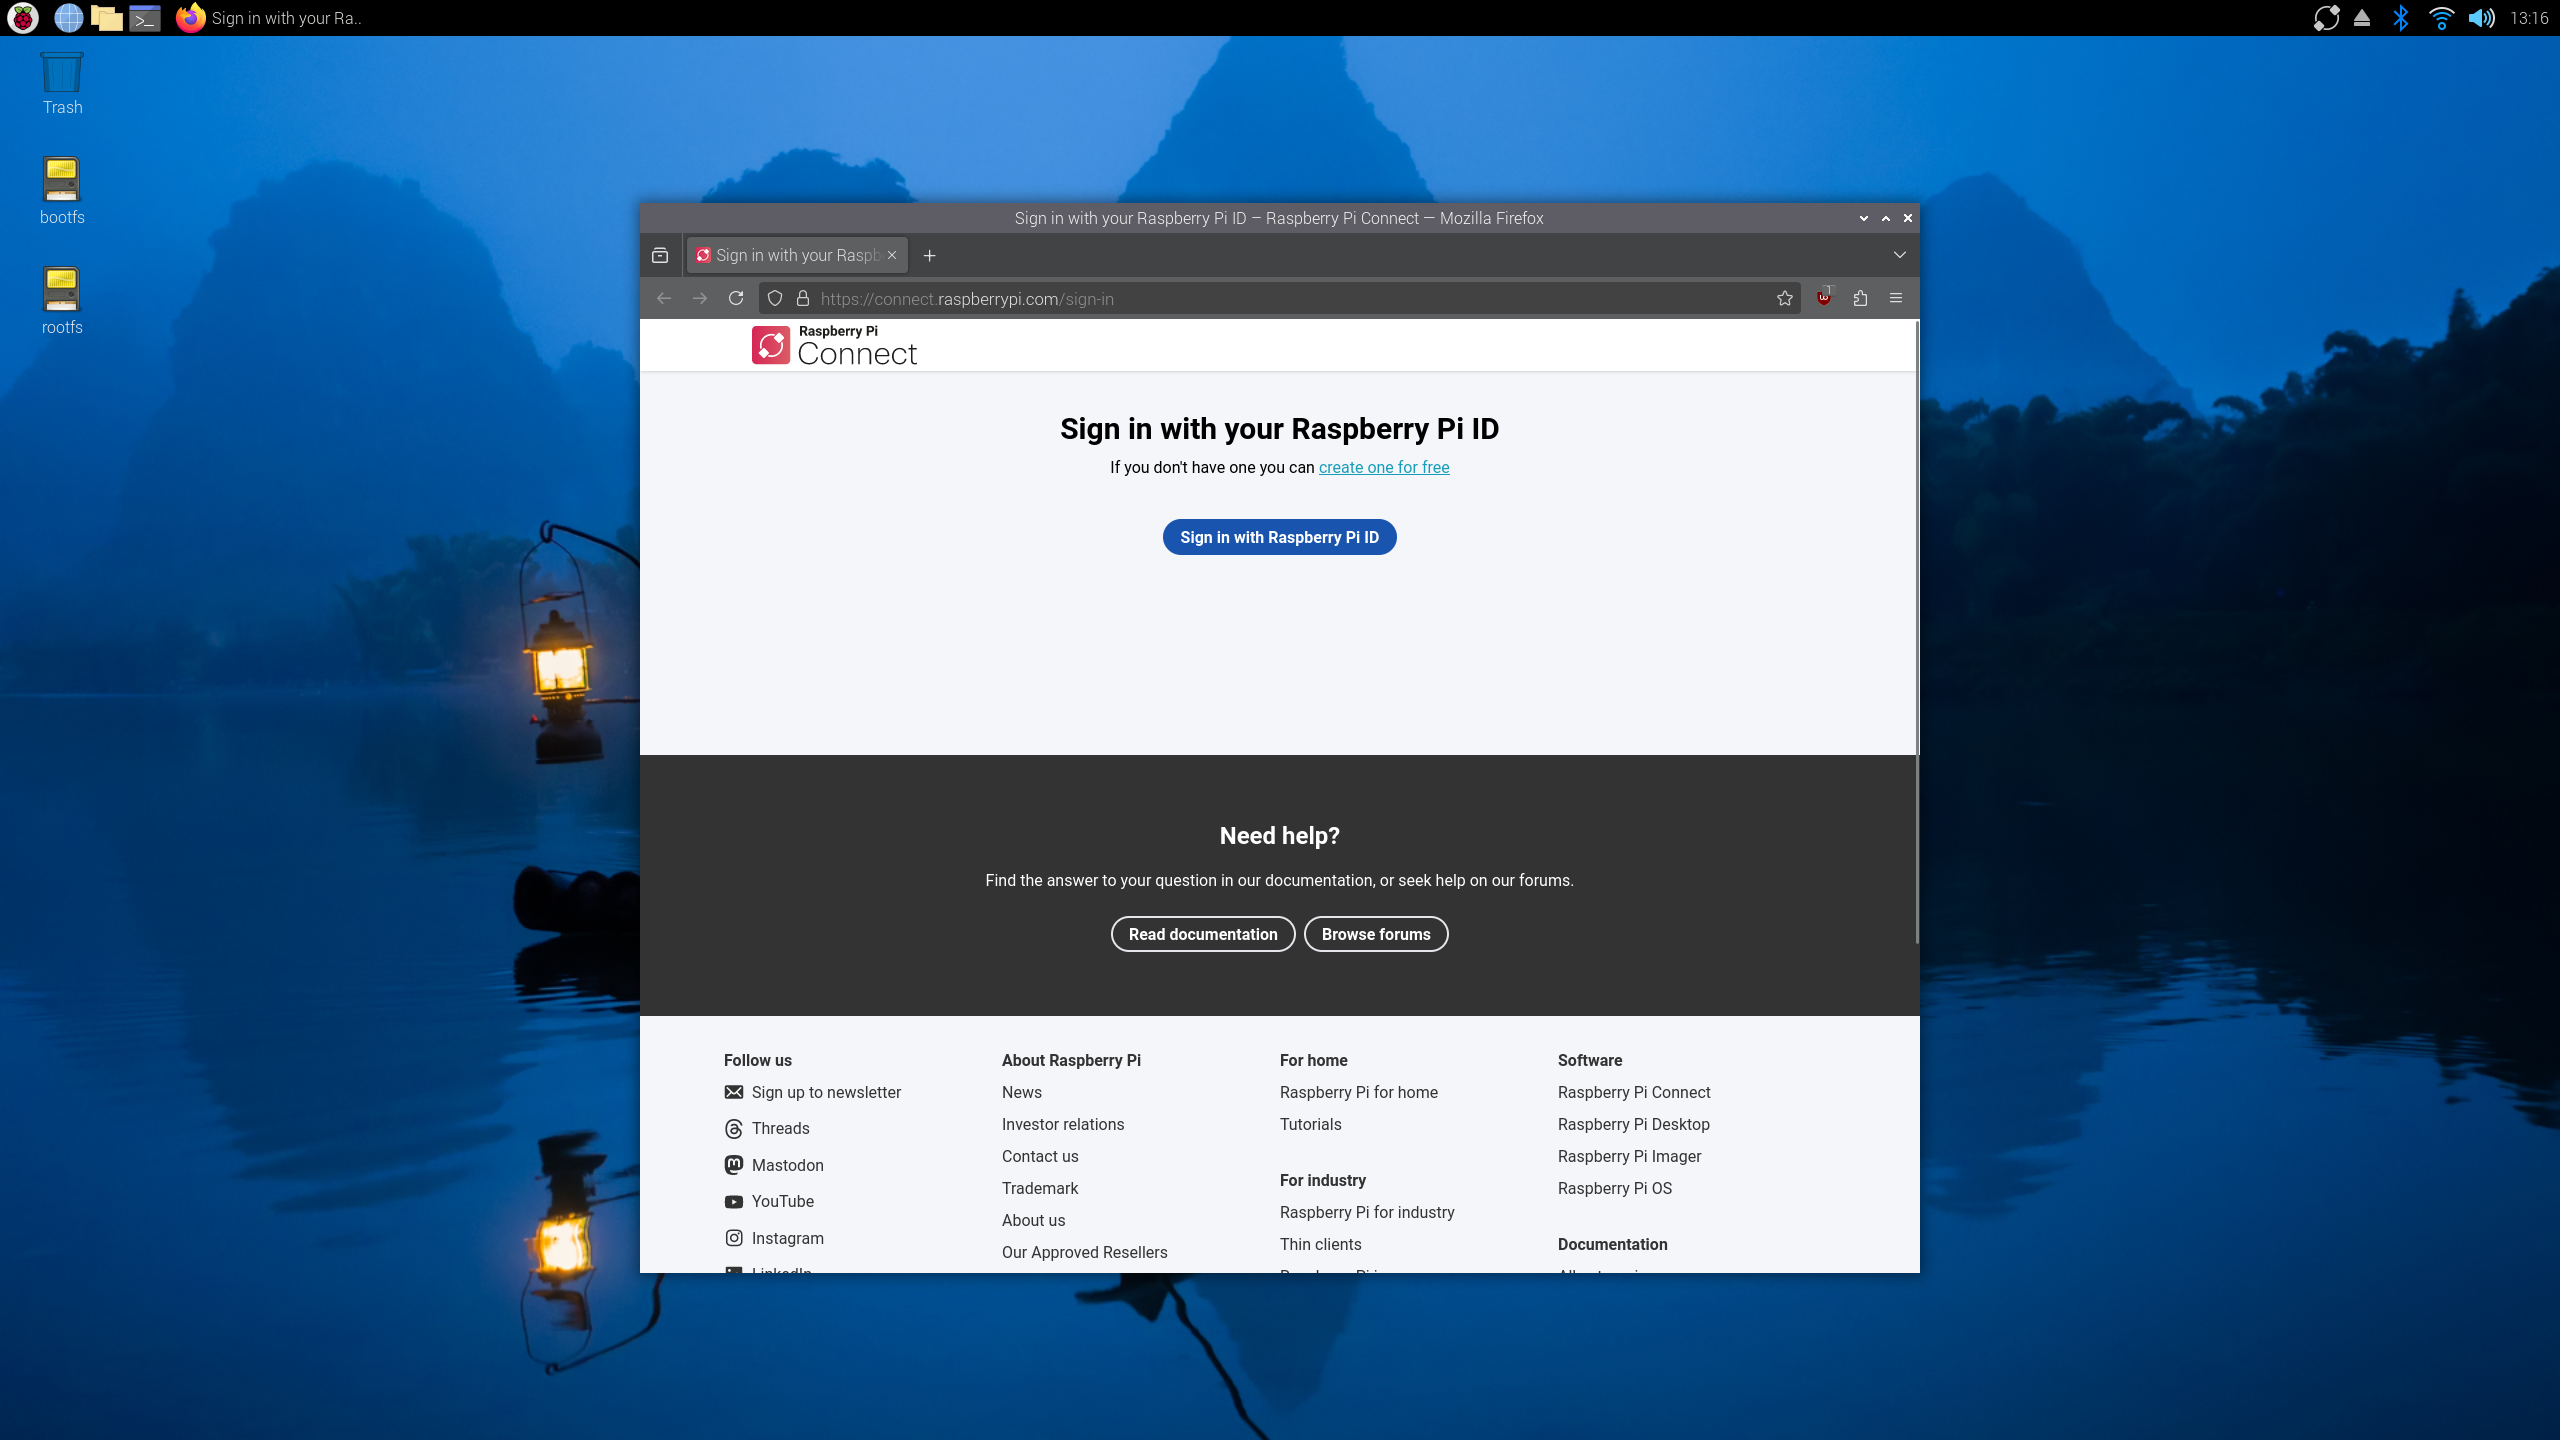 Sign in with your Ra..
13:16
Trash
bootfs
rootfs
Sign in with your Raspberry Pi ID – Raspberry Pi Connect — Mozilla Firefox
Sign in with your Raspb
https://connect.raspberrypi.com/sign-in
1
Raspberry Pi
Connect
Sign in with your Raspberry Pi ID
If you don't have one you can create one for free
Sign in with Raspberry Pi ID
Need help?
Find the answer to your question in our documentation, or seek help on our forums.
Read documentation
Browse forums
Follow us
Sign up to newsletter
Threads
Mastodon
YouTube
Instagram
LinkedIn
About Raspberry Pi
News
Investor relations
Contact us
Trademark
About us
Our Approved Resellers
For home
Raspberry Pi for home
Tutorials
For industry
Raspberry Pi for industry
Thin clients
Software
Raspberry Pi Connect
Raspberry Pi Desktop
Raspberry Pi Imager
Raspberry Pi OS
Documentation